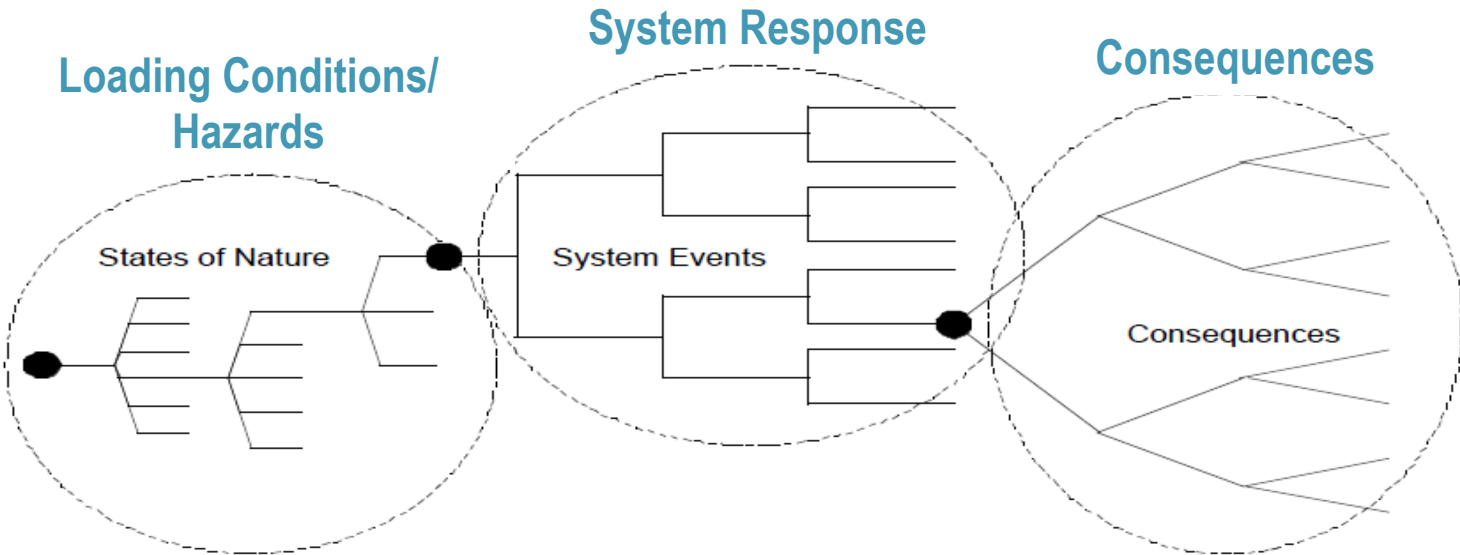 System Response
Loading Conditions/
Hazards
Consequences
States of Nature
System Events
Consequences